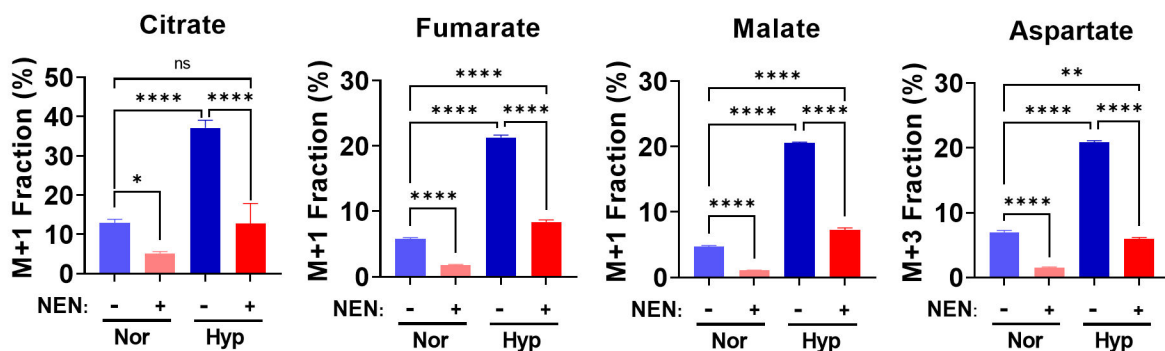 Citrate
M+1 Fraction (%)
50
40
30
20
10
0
ns
**** ****
*
NEN: - + - +
Nor Hyp
Fumarate
M+1 Fraction (%)
30
20
10
0
****
**** ****
****
NEN: - + - +
Nor Hyp
Malate
M+1 Fraction (%)
30
20
10
0
****
**** ****
****
NEN: - + - +
Nor Hyp
Aspartate
M+3 Fraction (%)
30
20
10
0
**
**** ****
****
NEN: - + - +
Nor Hyp